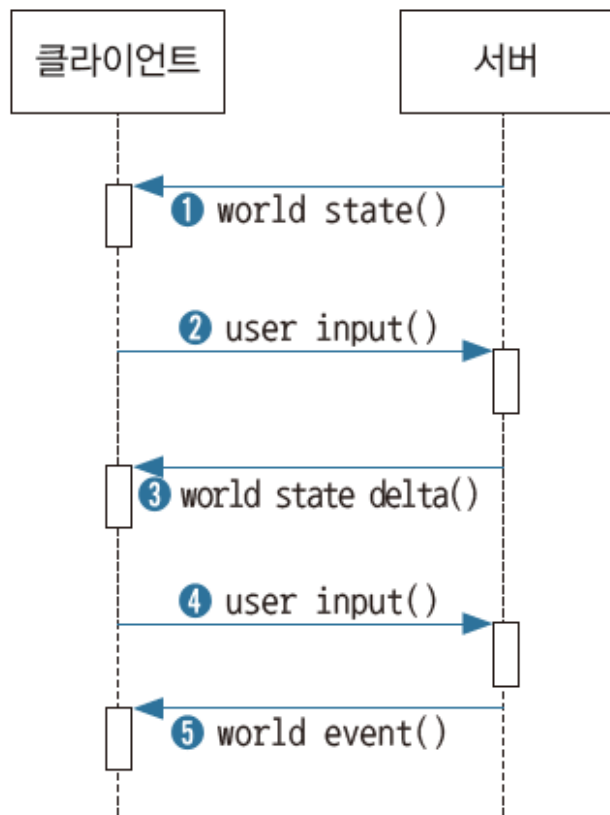 클라이언트
서버
❶ world state()
❷ user input()
❸ world state delta()
❹ user input()
❺ world event()